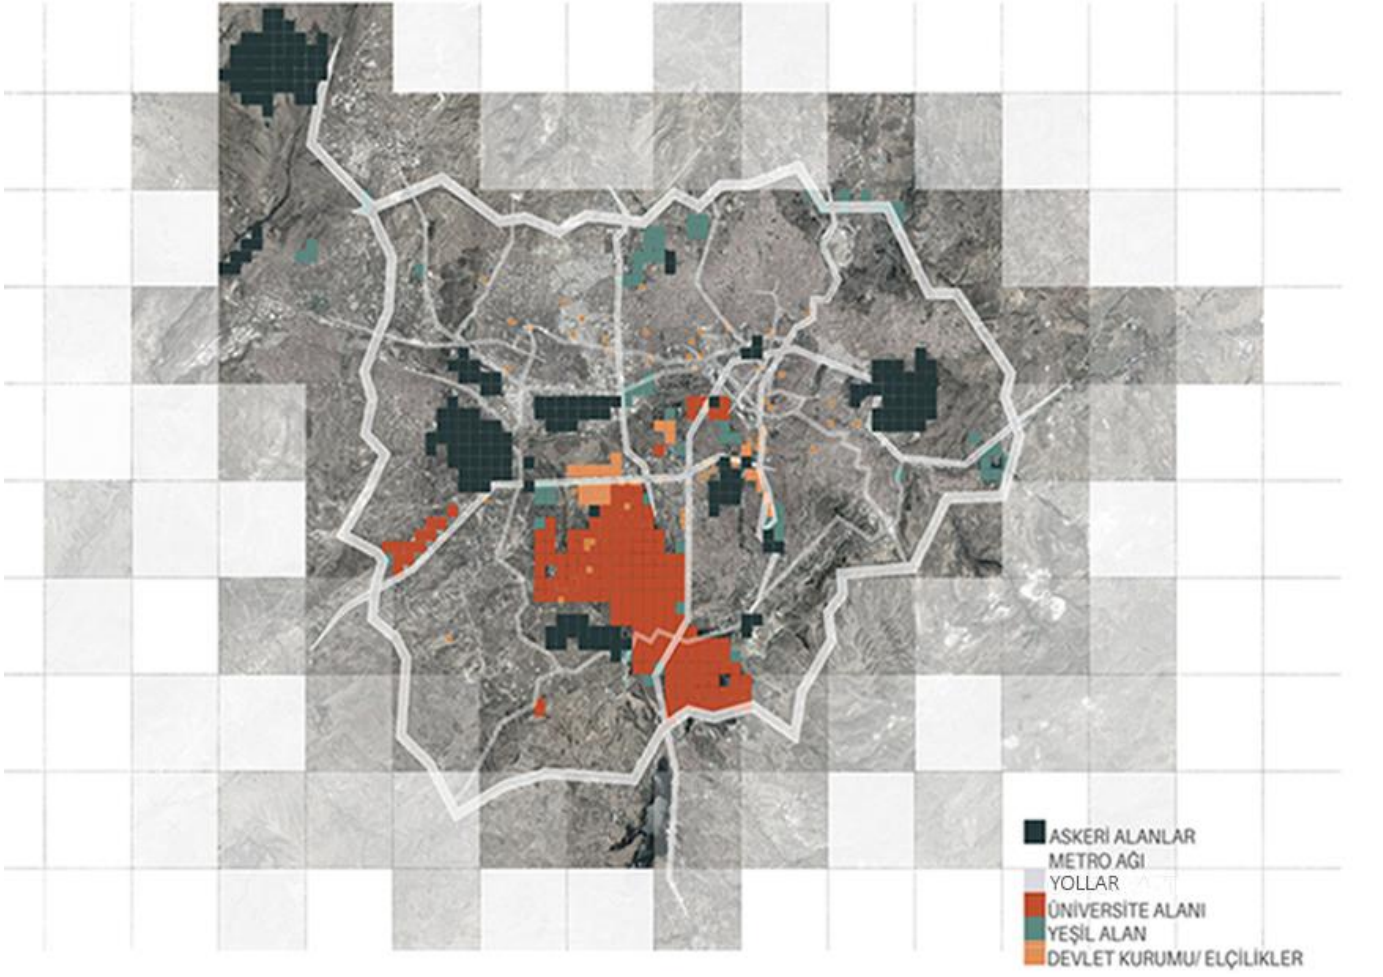 ASKERİ ALANLAR
METRO AĞI
YOLLAR
ÜNİVERSİTE ALANI
YEŞİL ALAN
DEVLET KURUMU/ ELÇİLİKLER